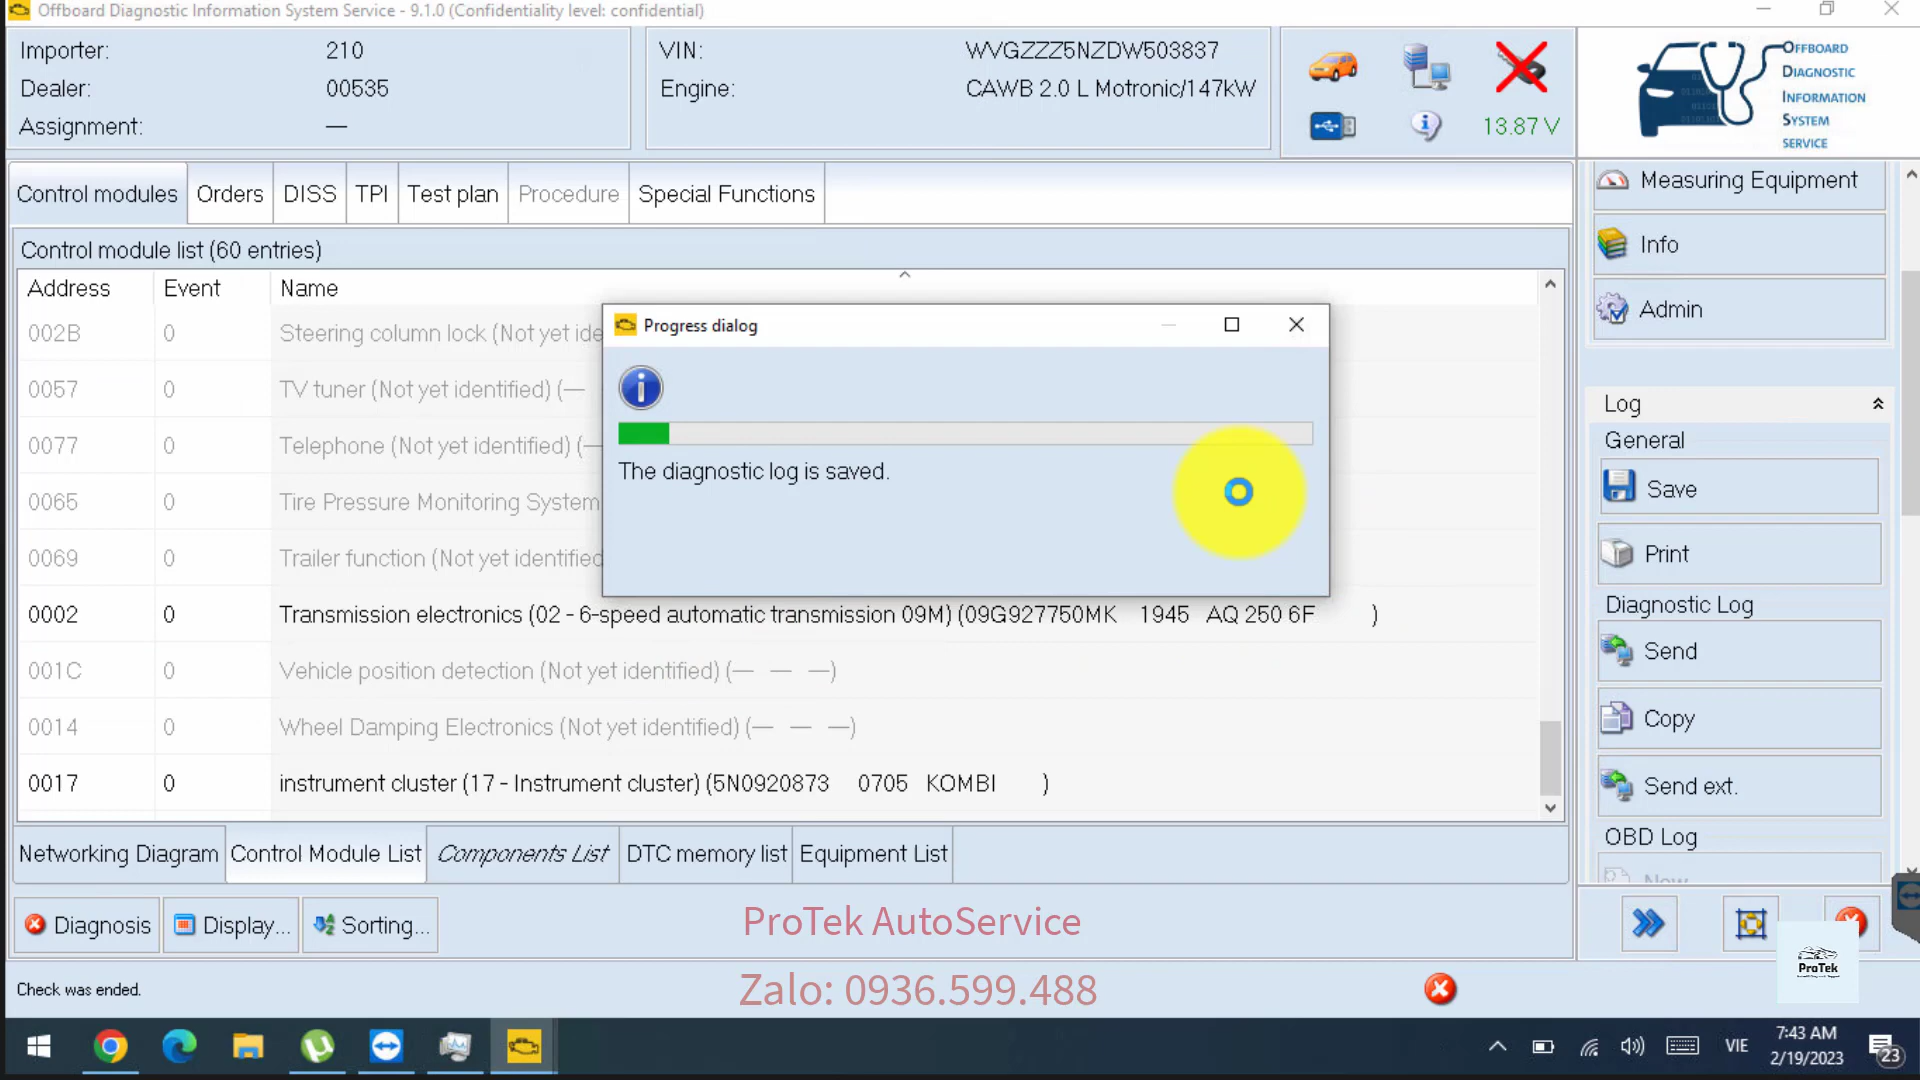 Offboard Diagnostic Information System Service - 9.1.0 (Confidentiality level: confidential)
Importer: 210
Dealer: 00535
Assignment: —
VIN: WVGZZZ5NZDW503837
Engine: CAWB 2.0 L Motronic/147kW
13.87 V
OFFBOARD
DIAGNOSTIC
INFORMATION
SYSTEM
SERVICE
Control modules Orders DISS TPI Test plan Procedure Special Functions
Control module list (60 entries)
Address Event Name
002B 0 Steering column lock (Not yet ide
0057 0 TV tuner (Not yet identified) (—
0077 0 Telephone (Not yet identified) (—
0065 0 Tire Pressure Monitoring System
0069 0 Trailer function (Not yet identified
0002 0 Transmission electronics (02 - 6-speed automatic transmission 09M) (09G927750MK 1945 AQ 250 6F )
001C 0 Vehicle position detection (Not yet identified) (— — —)
0014 0 Wheel Damping Electronics (Not yet identified) (— — —)
0017 0 instrument cluster (17 - Instrument cluster) (5N0920873 0705 KOMBI )
Progress dialog
The diagnostic log is saved.
Networking Diagram Control Module List Components List DTC memory list Equipment List
Diagnosis Display... Sorting...
Check was ended.
Measuring Equipment
Info
Admin
Log
General
Save
Print
Diagnostic Log
Send
Copy
Send ext.
OBD Log
New
ProTek AutoService
Zalo: 0936.599.488
ProTek
VIE
7:43 AM
2/19/2023
23